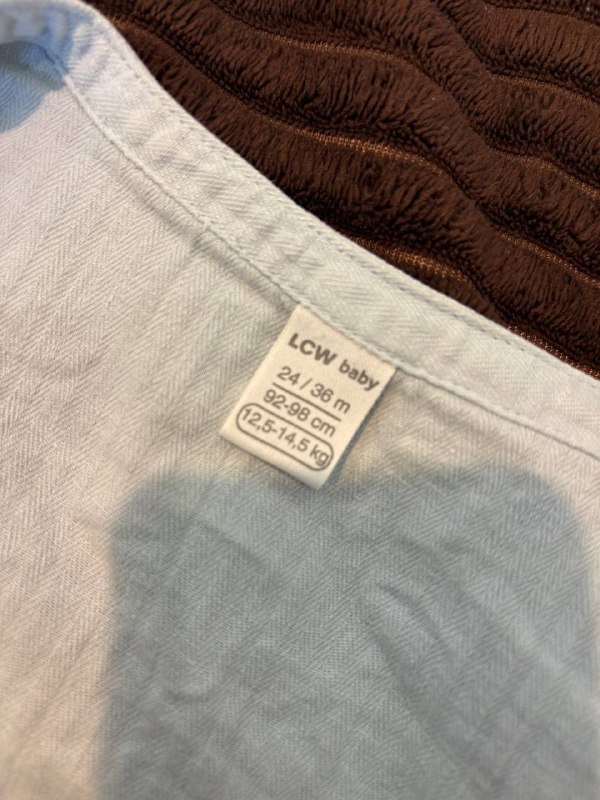 LCW baby
24 / 36 m
92-98 cm
12,5-14,5 kg